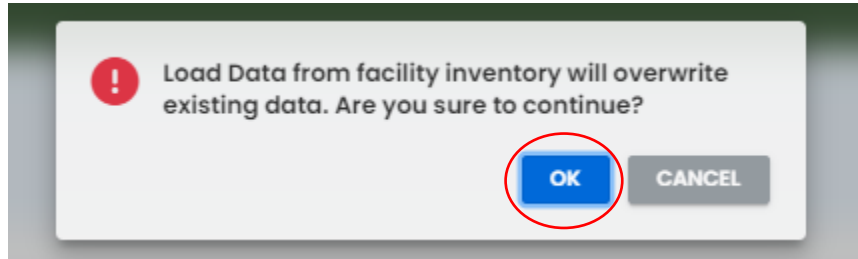 Load Data from facility inventory will overwrite
existing data. Are you sure to continue?
OK
CANCEL